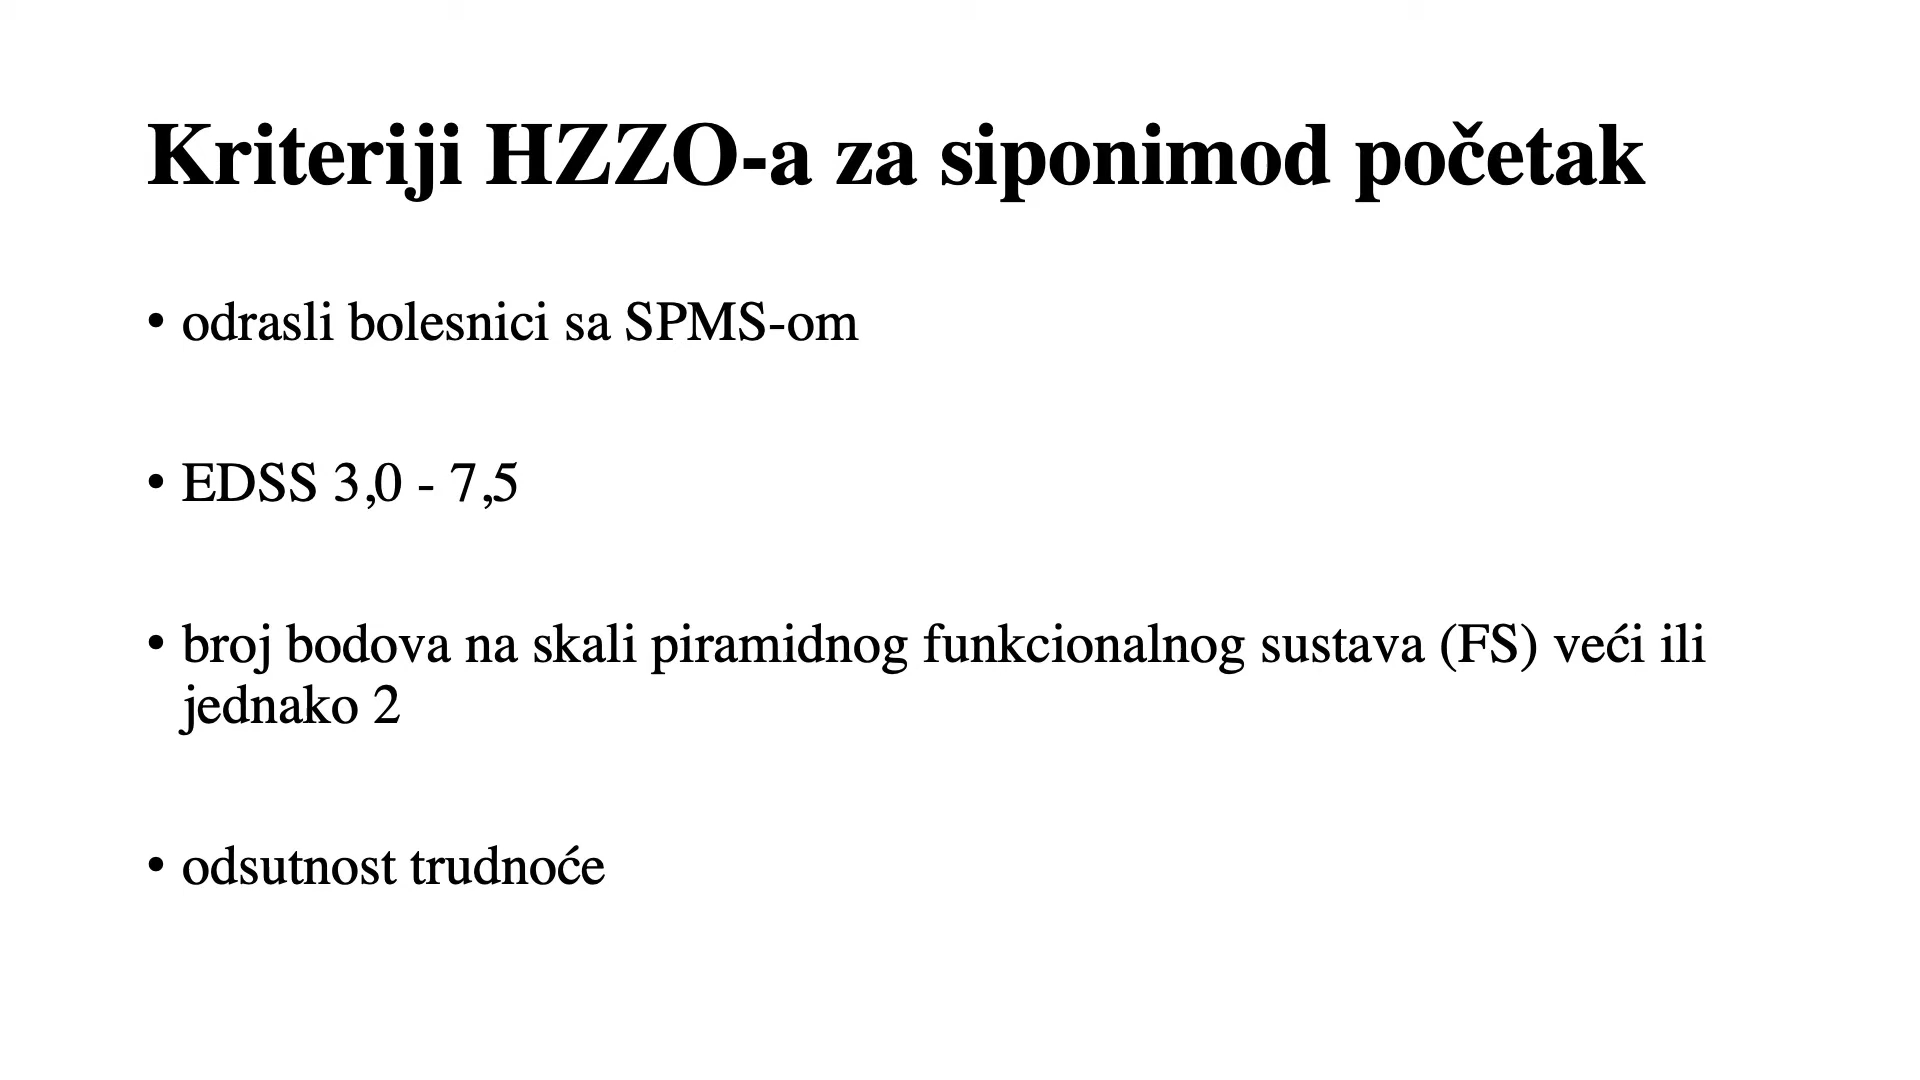 Kriteriji HZZO-a za siponimod početak
• odrasli bolesnici sa SPMS-om
• EDSS 3,0 - 7,5
• broj bodova na skali piramidnog funkcionalnog sustava (FS) veći ili
jednako 2
• odsutnost trudnoće